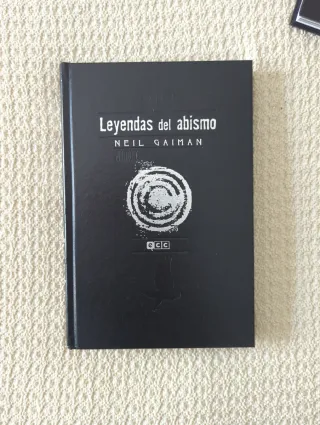 Leyendas del abismo
NEIL GAIMAN
ecc